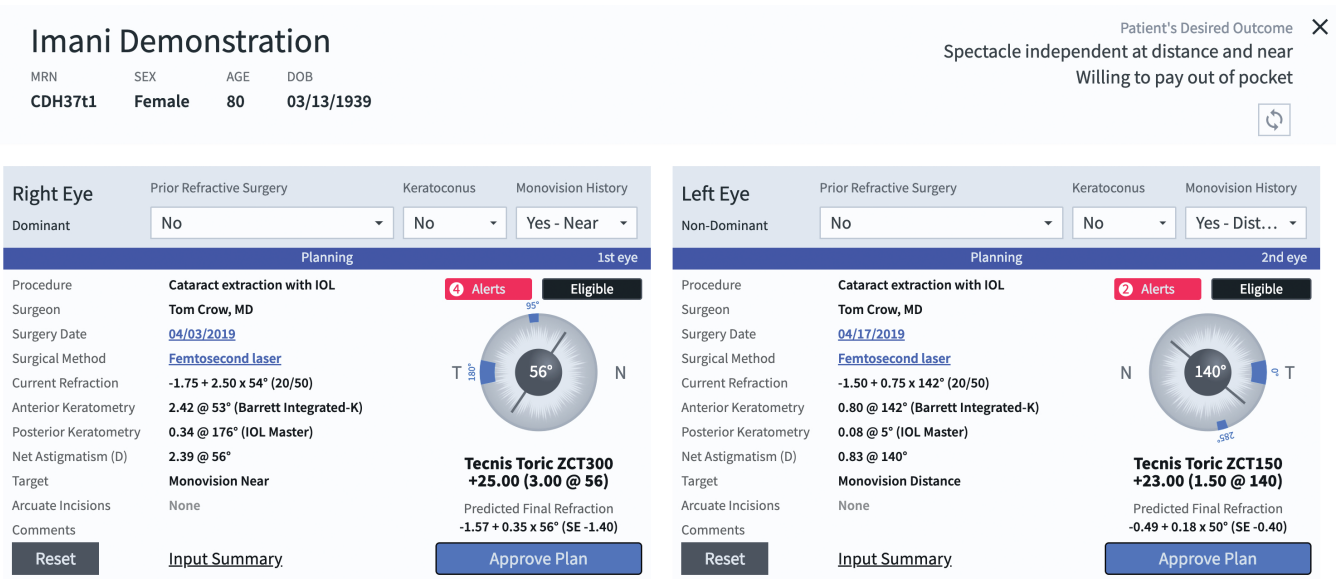 Imani Demonstration
Patient's Desired Outcome
Spectacle independent at distance and near
Willing to pay out of pocket
MRN SEX AGE DOB
CDH37t1 Female 80 03/13/1939
Right Eye
Dominant
Prior Refractive Surgery Keratoconus Monovision History
No No Yes - Near
Planning 1st eye
Procedure Cataract extraction with IOL
Surgeon Tom Crow, MD
Surgery Date 04/03/2019
Surgical Method Femtosecond laser
Current Refraction -1.75 + 2.50 x 54° (20/50)
Anterior Keratometry 2.42 @ 53° (Barrett Integrated-K)
Posterior Keratometry 0.34 @ 176° (IOL Master)
Net Astigmatism (D) 2.39 @ 56°
Target Monovision Near
Arcuate Incisions None
Comments
4 Alerts Eligible
95°
T 180° 56° N
Tecnis Toric ZCT300
+25.00 (3.00 @ 56)
Predicted Final Refraction
-1.57 + 0.35 x 56° (SE -1.40)
Reset Input Summary Approve Plan
Left Eye
Non-Dominant
Prior Refractive Surgery Keratoconus Monovision History
No No Yes - Dist...
Planning 2nd eye
Procedure Cataract extraction with IOL
Surgeon Tom Crow, MD
Surgery Date 04/17/2019
Surgical Method Femtosecond laser
Current Refraction -1.50 + 0.75 x 142° (20/50)
Anterior Keratometry 0.80 @ 142° (Barrett Integrated-K)
Posterior Keratometry 0.08 @ 5° (IOL Master)
Net Astigmatism (D) 0.83 @ 140°
Target Monovision Distance
Arcuate Incisions None
Comments
2 Alerts Eligible
N 140° 0° T
285°
Tecnis Toric ZCT150
+23.00 (1.50 @ 140)
Predicted Final Refraction
-0.49 + 0.18 x 50° (SE -0.40)
Reset Input Summary Approve Plan